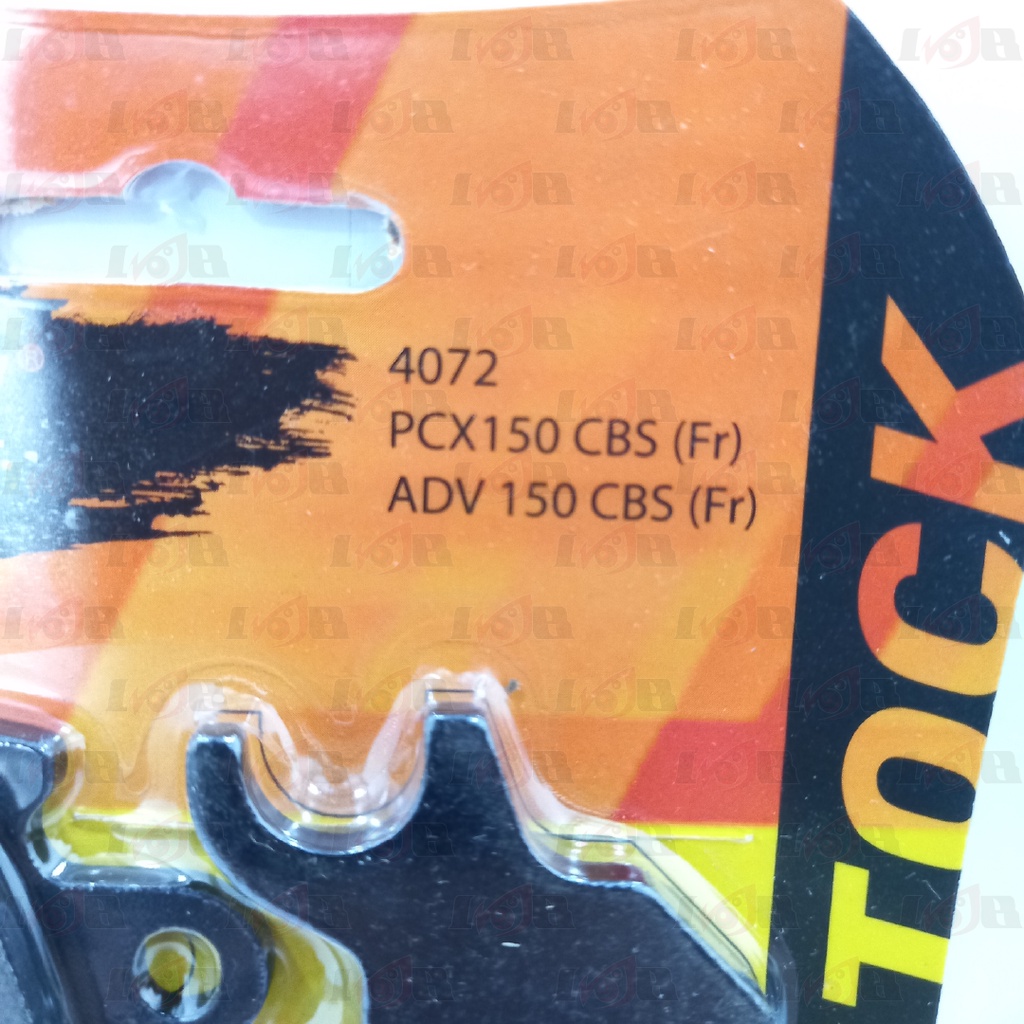 4072
PCX150 CBS (Fr)
ADV 150 CBS (Fr)
TOCK